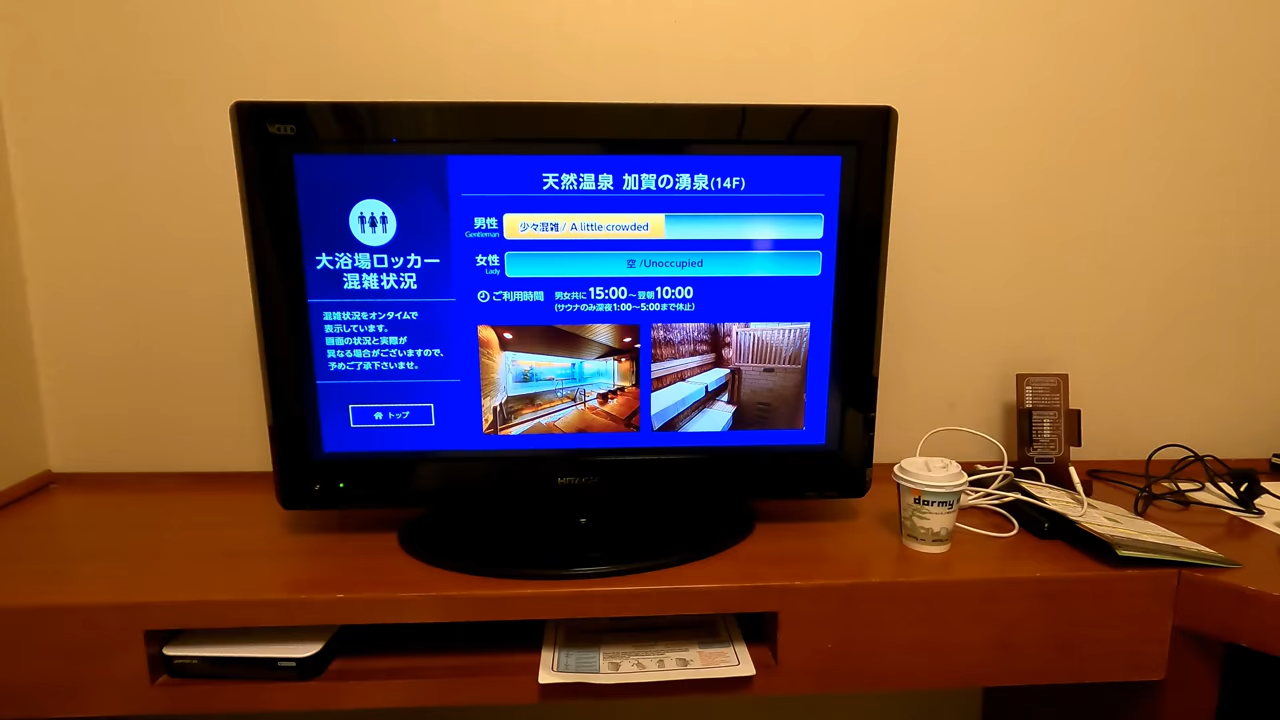 Wooo
天然温泉 加賀の湧泉(14F)
大浴場ロッカー
混雑状況
混雑状況をオンタイムで
表示しています。
画面の状況と実際が
異なる場合がございますので、
予めご了承下さいませ。
トップ
男性
Gentleman
少々混雑 / A little crowded
女性
Lady
空 /Unoccupied
ご利用時間 男女共に 15:00 ~ 翌朝 10:00
(サウナのみ深夜1:00~5:00まで休止)
HITACHI
dormy